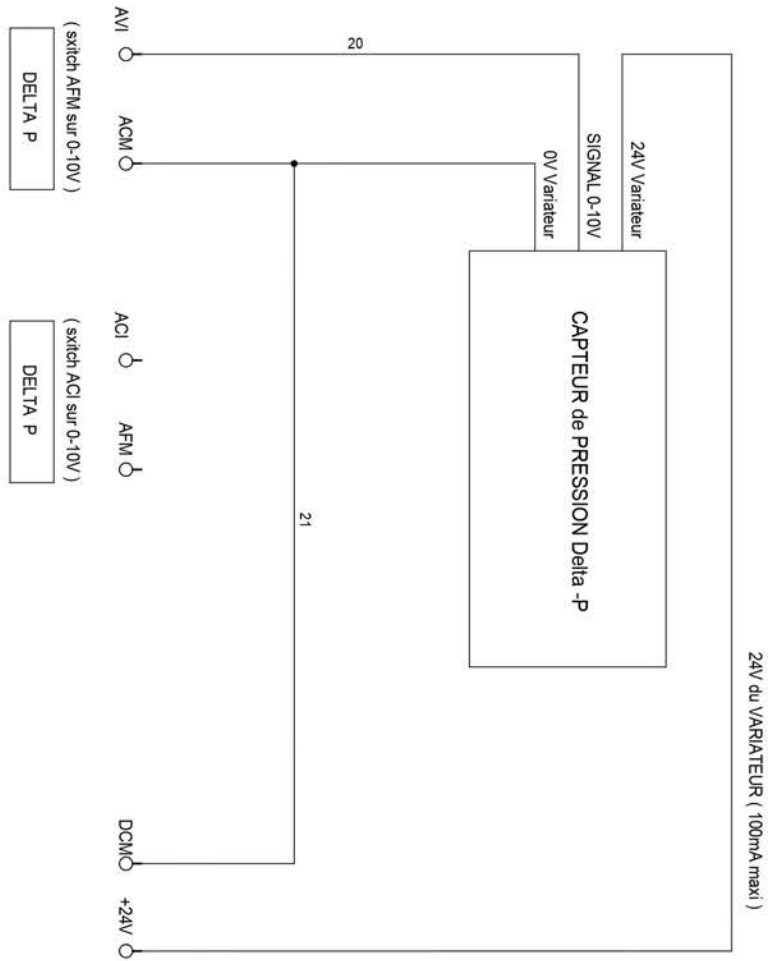 24V du VARIATEUR ( 100mA maxi )
24V Variateur
SIGNAL 0-10V
0V Variateur
CAPTEUR de PRESSION Delta -P
20
21
AVI
ACM
ACI
AFM
DCM
+24V
( sxitch AFM sur 0-10V )
( sxitch ACI sur 0-10V )
DELTA P
DELTA P